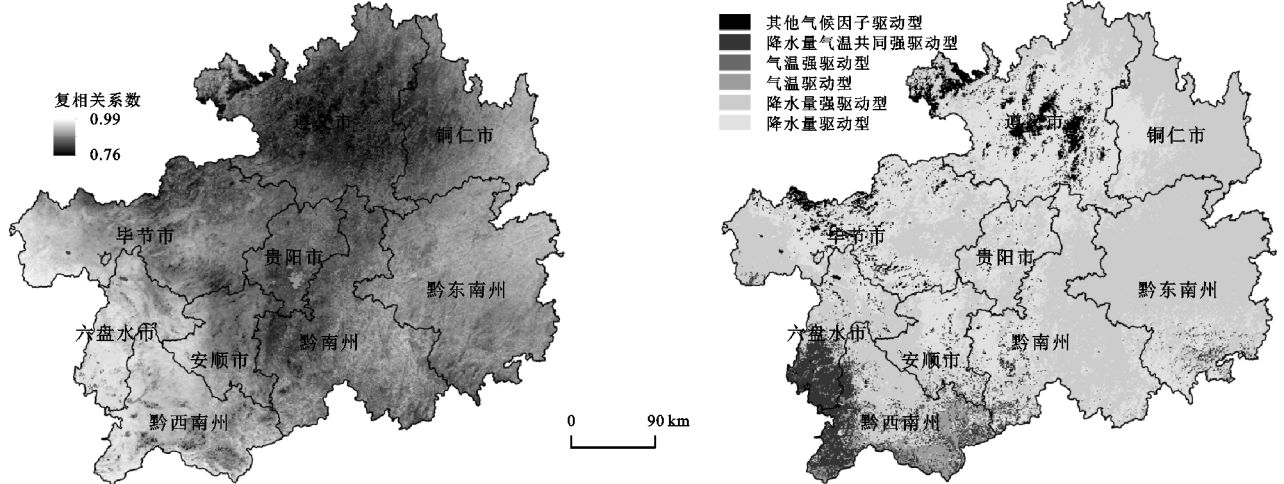 复相关系数
0.99
0.76
遵义市
铜仁市
毕节市
贵阳市
黔东南州
六盘水市
安顺市
黔南州
黔西南州
0
90 km
其他气候因子驱动型
降水量气温共同强驱动型
气温强驱动型
气温驱动型
降水量强驱动型
降水量驱动型
遵义市
铜仁市
毕节市
贵阳市
黔东南州
六盘水市
安顺市
黔南州
黔西南州